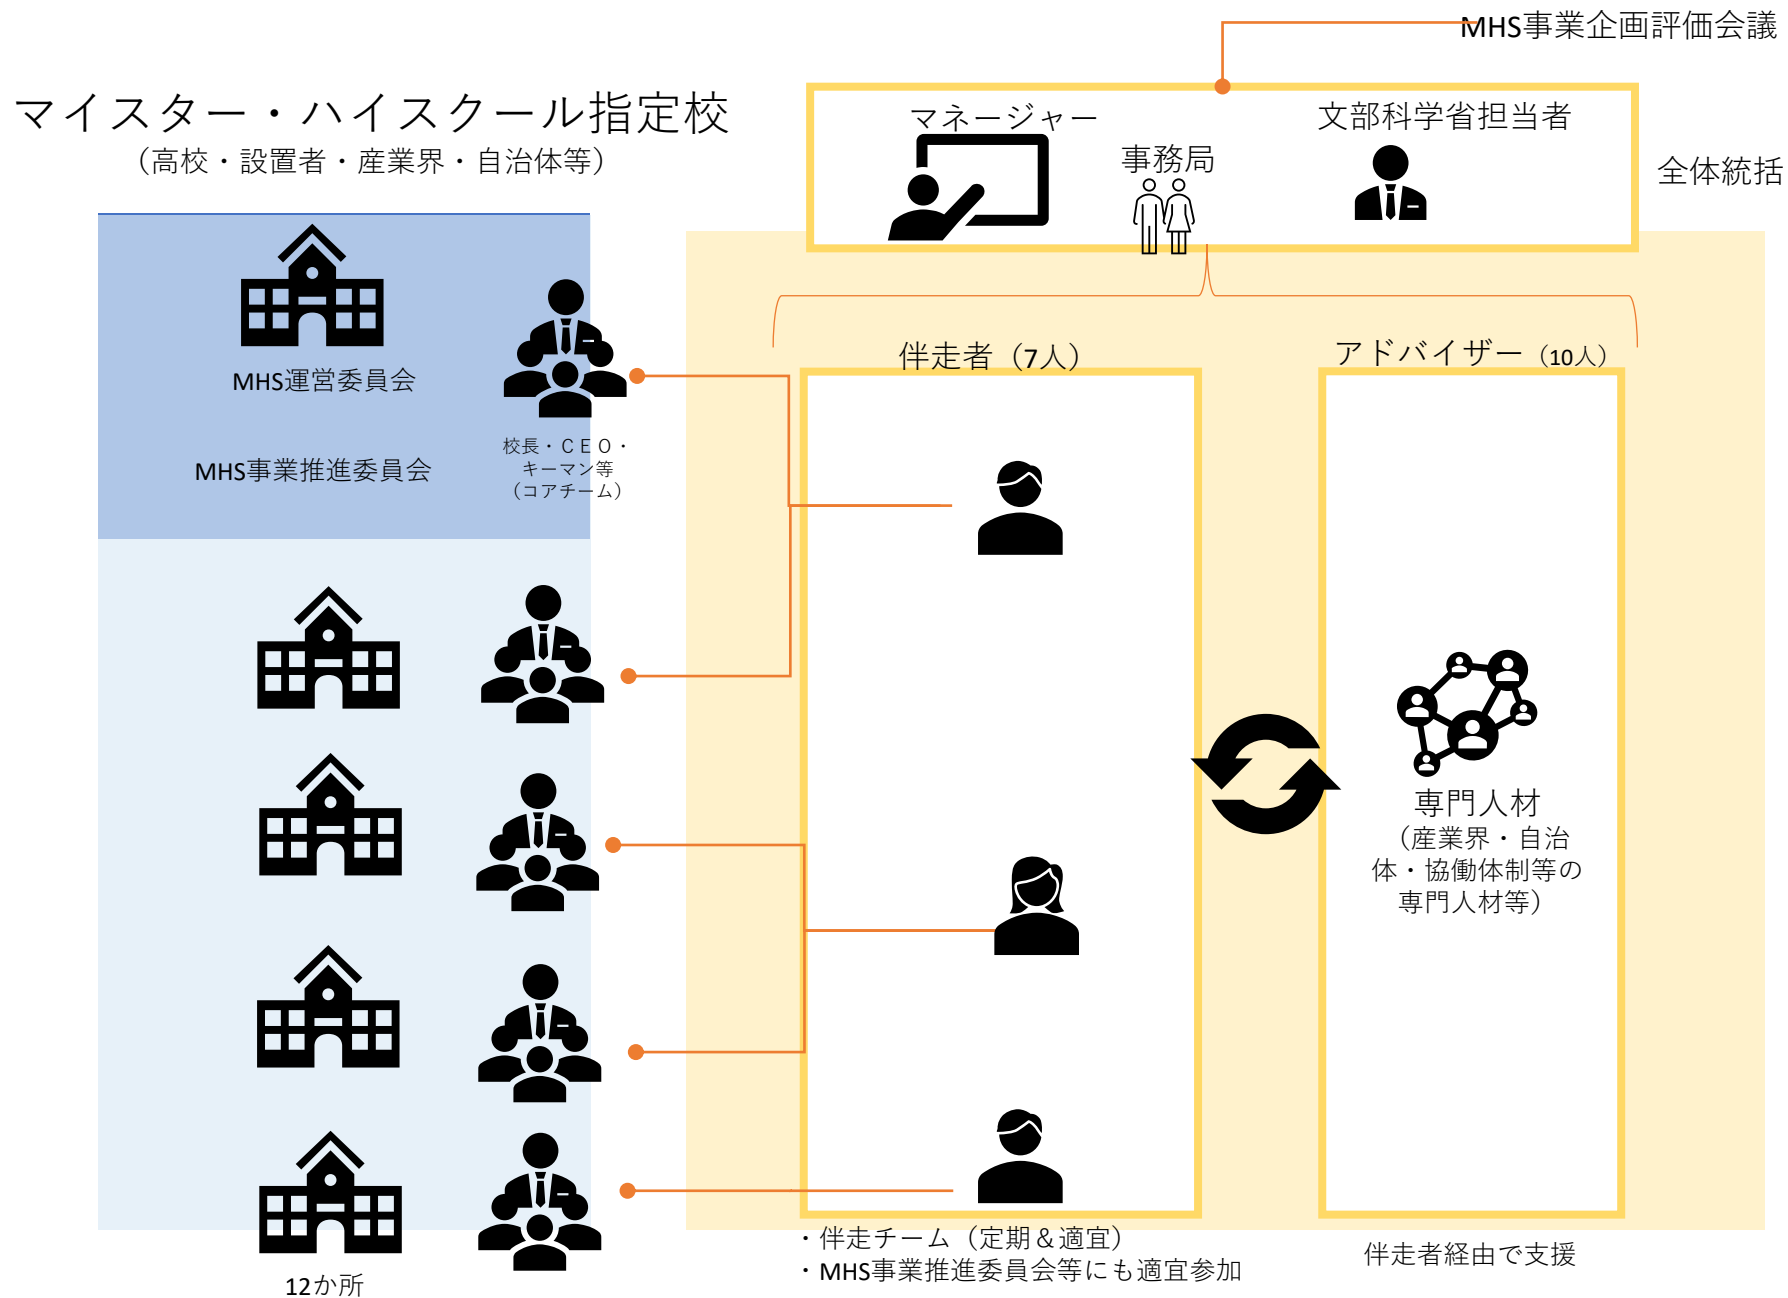 MHS事業企画評価会議
マイスター・ハイスクール指定校
（高校・設置者・産業界・自治体等）
マネージャー
事務局
文部科学省担当者
全体統括
MHS運営委員会
MHS事業推進委員会
校長・ＣＥＯ・
キーマン等
（コアチーム）
12か所
伴走者（7人）
アドバイザー（10人）
専門人材
（産業界・自治
体・協働体制等の
専門人材等）
・伴走チーム（定期＆適宜）
・MHS事業推進委員会等にも適宜参加
伴走者経由で支援